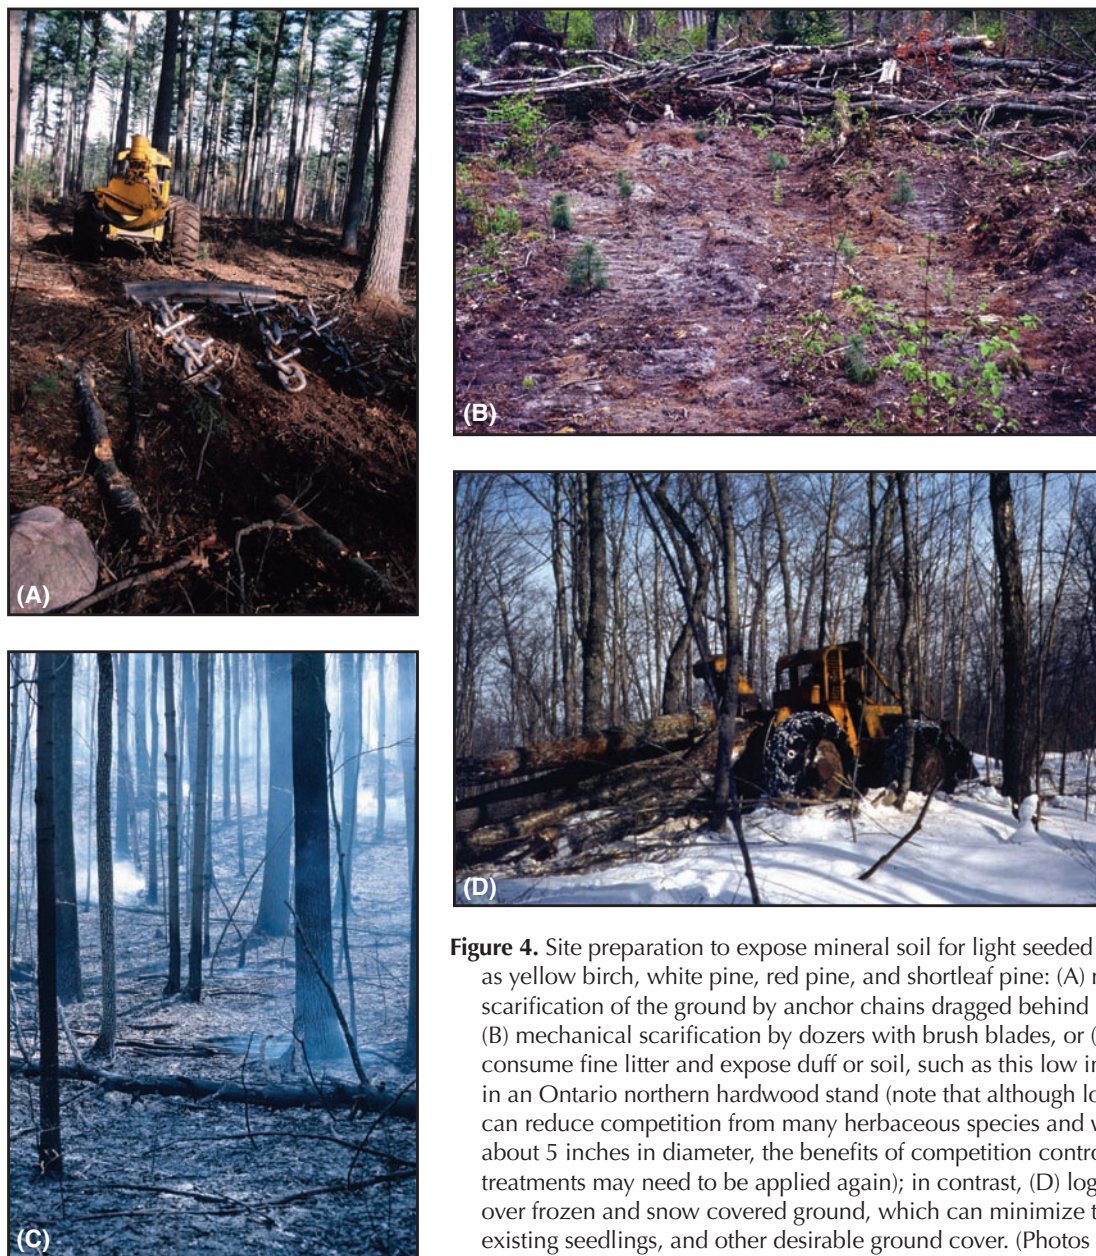 (A)
(B)
(C)
(D)
Figure 4. Site preparation to expose mineral soil for light seeded
as yellow birch, white pine, red pine, and shortleaf pine: (A)
scarification of the ground by anchor chains dragged behind
(B) mechanical scarification by dozers with brush blades, or (
consume fine litter and expose duff or soil, such as this low
in an Ontario northern hardwood stand (note that although
can reduce competition from many herbaceous species and
about 5 inches in diameter, the benefits of competition
treatments may need to be applied again); in contrast, (D)
over frozen and snow covered ground, which can minimize
existing seedlings, and other desirable ground cover. (Photos